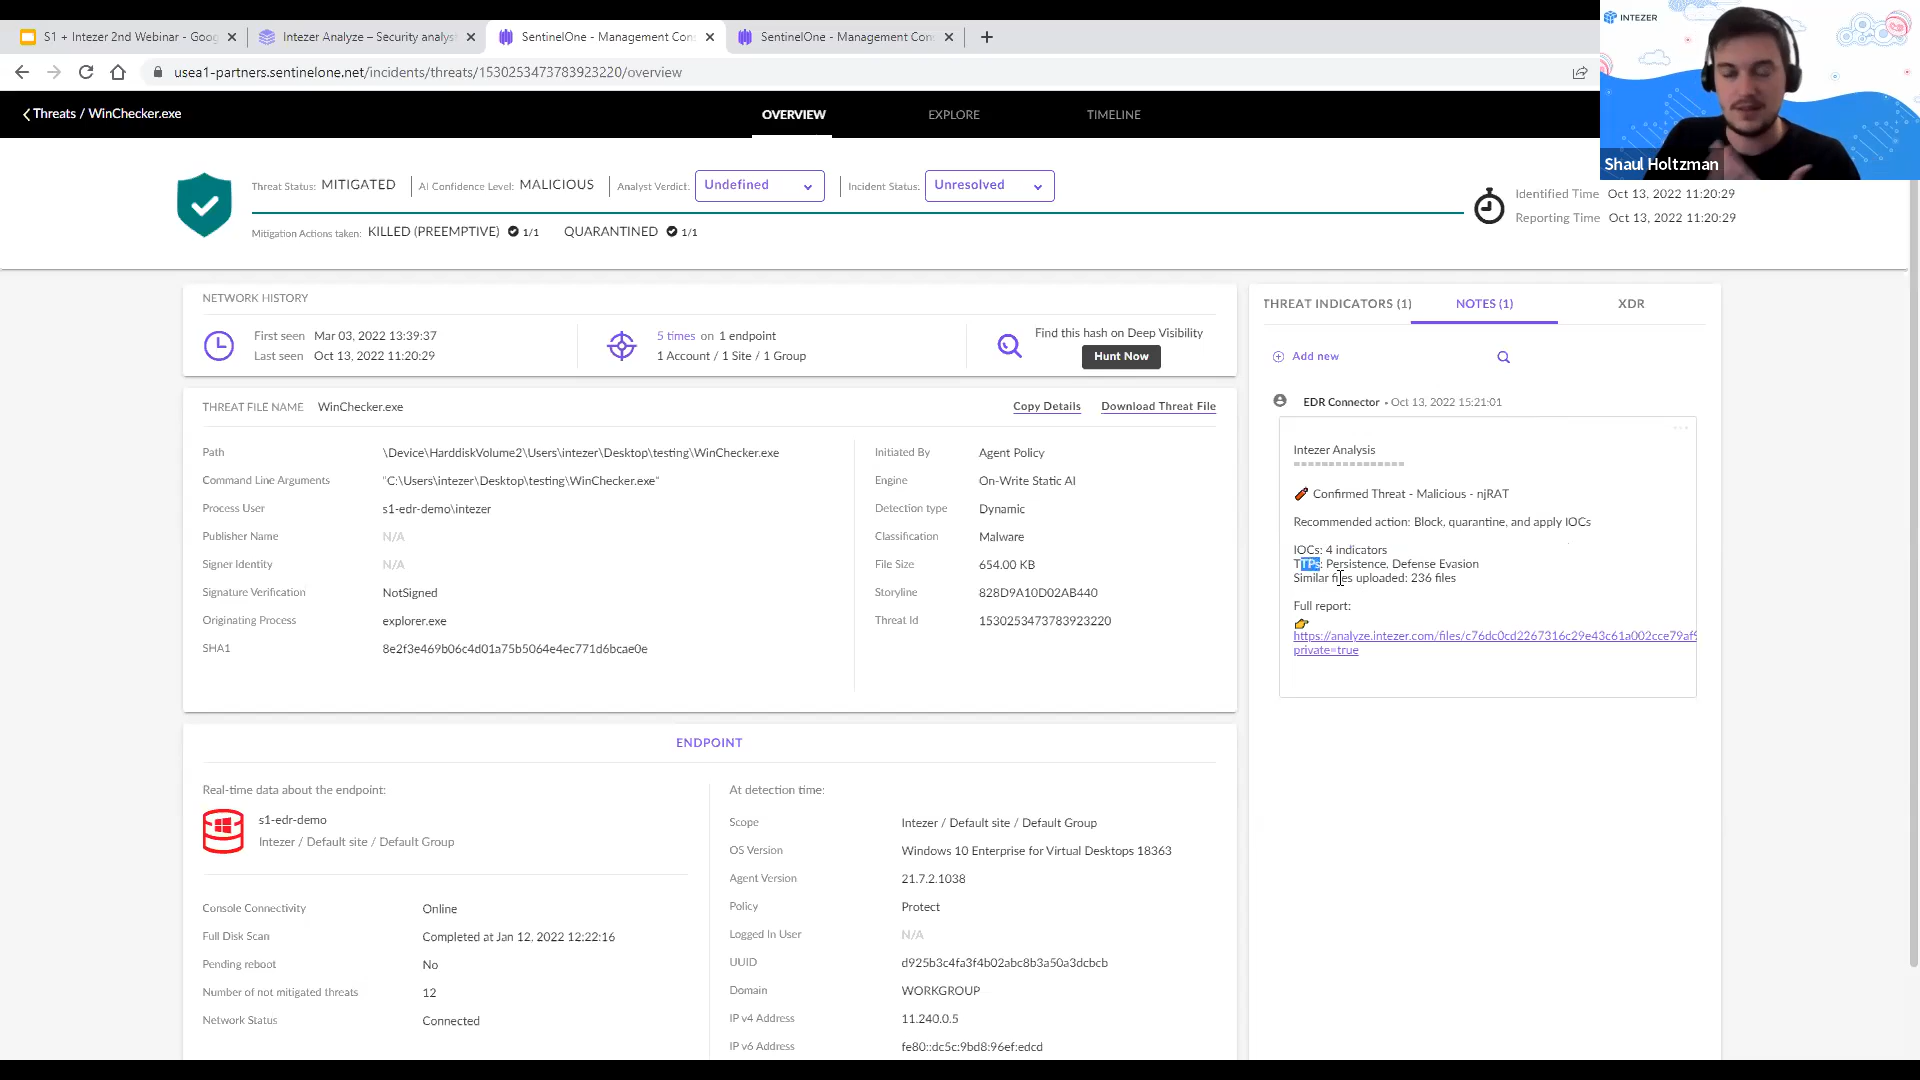 S1 + Intezer 2nd Webinar - Goog
Intezer Analyze – Security analys
SentinelOne - Management Con
SentinelOne - Management Con
usea1-partners.sentinelone.net/incidents/threats/1530253473783923220/overview
INTEZER
Shaul Holtzman
Threats / WinChecker.exe
OVERVIEW
EXPLORE
TIMELINE
Threat Status: MITIGATED
AI Confidence Level: MALICIOUS
Analyst Verdict: Undefined
Incident Status: Unresolved
Mitigation Actions taken: KILLED (PREEMPTIVE) 1/1 QUARANTINED 1/1
Identified Time Oct 13, 2022 11:20:29
Reporting Time Oct 13, 2022 11:20:29
NETWORK HISTORY
First seen Mar 03, 2022 13:39:37
Last seen Oct 13, 2022 11:20:29
5 times on 1 endpoint
1 Account / 1 Site / 1 Group
Find this hash on Deep Visibility
Hunt Now
THREAT FILE NAME WinChecker.exe
Copy Details
Download Threat File
Path \Device\HarddiskVolume2\Users\intezer\Desktop\testing\WinChecker.exe
Command Line Arguments "C:\Users\intezer\Desktop\testing\WinChecker.exe"
Process User s1-edr-demo\intezer
Publisher Name N/A
Signer Identity N/A
Signature Verification NotSigned
Originating Process explorer.exe
SHA1 8e2f3e469b06c4d01a75b5064e4ec771d6bcae0e
Initiated By Agent Policy
Engine On-Write Static AI
Detection type Dynamic
Classification Malware
File Size 654.00 KB
Storyline 828D9A10D02AB440
Threat Id 1530253473783923220
ENDPOINT
Real-time data about the endpoint:
s1-edr-demo
Intezer / Default site / Default Group
Console Connectivity Online
Full Disk Scan Completed at Jan 12, 2022 12:22:16
Pending reboot No
Number of not mitigated threats 12
Network Status Connected
At detection time:
Scope Intezer / Default site / Default Group
OS Version Windows 10 Enterprise for Virtual Desktops 18363
Agent Version 21.7.2.1038
Policy Protect
Logged In User N/A
UUID d925b3c4fa3f4b02abc8b3a50a3dcbcb
Domain WORKGROUP
IP v4 Address 11.240.0.5
IP v6 Address fe80::dc5c:9bd8:96ef:edcd
THREAT INDICATORS (1)
NOTES (1)
XDR
Add new
EDR Connector • Oct 13, 2022 15:21:01
Intezer Analysis
================
Confirmed Threat - Malicious - njRAT
Recommended action: Block, quarantine, and apply IOCs
IOCs: 4 indicators
TTPs: Persistence, Defense Evasion
Similar files uploaded: 236 files
Full report:
https://analyze.intezer.com/files/c76dc0cd2267316c29e43c61a002cce79af9
private=true